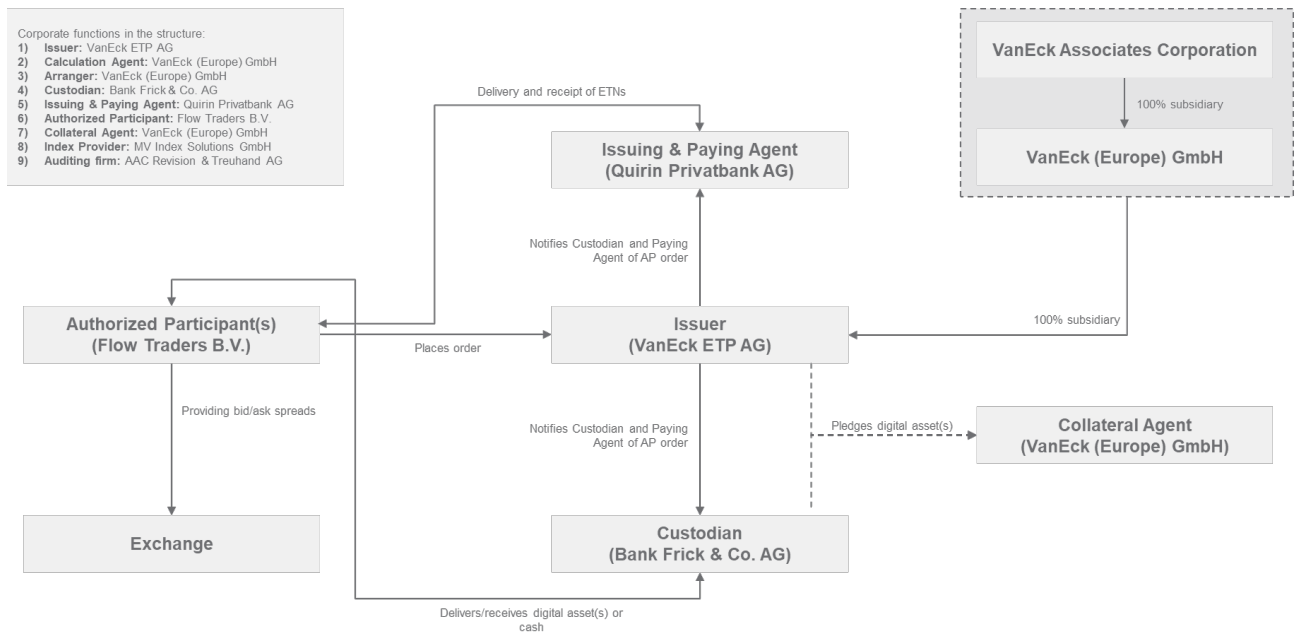 Corporate functions in the structure:
1) Issuer: VanEck ETP AG
2) Calculation Agent: VanEck (Europe) GmbH
3) Arranger: VanEck (Europe) GmbH
4) Custodian: Bank Frick & Co. AG
5) Issuing & Paying Agent: Quirin Privatbank AG
6) Authorized Participant: Flow Traders B.V.
7) Collateral Agent: VanEck (Europe) GmbH
8) Index Provider: MV Index Solutions GmbH
9) Auditing firm: AAC Revision & Treuhand AG
VanEck Associates Corporation
100% subsidiary
VanEck (Europe) GmbH
Delivery and receipt of ETNs
Issuing & Paying Agent
(Quirin Privatbank AG)
Notifies Custodian and Paying
Agent of AP order
Authorized Participant(s)
(Flow Traders B.V.)
Places order
Issuer
(VanEck ETP AG)
100% subsidiary
Providing bid/ask spreads
Notifies Custodian and Paying
Agent of AP order
Pledges digital asset(s)
Collateral Agent
(VanEck (Europe) GmbH)
Exchange
Custodian
(Bank Frick & Co. AG)
Delivers/receives digital asset(s) or
cash